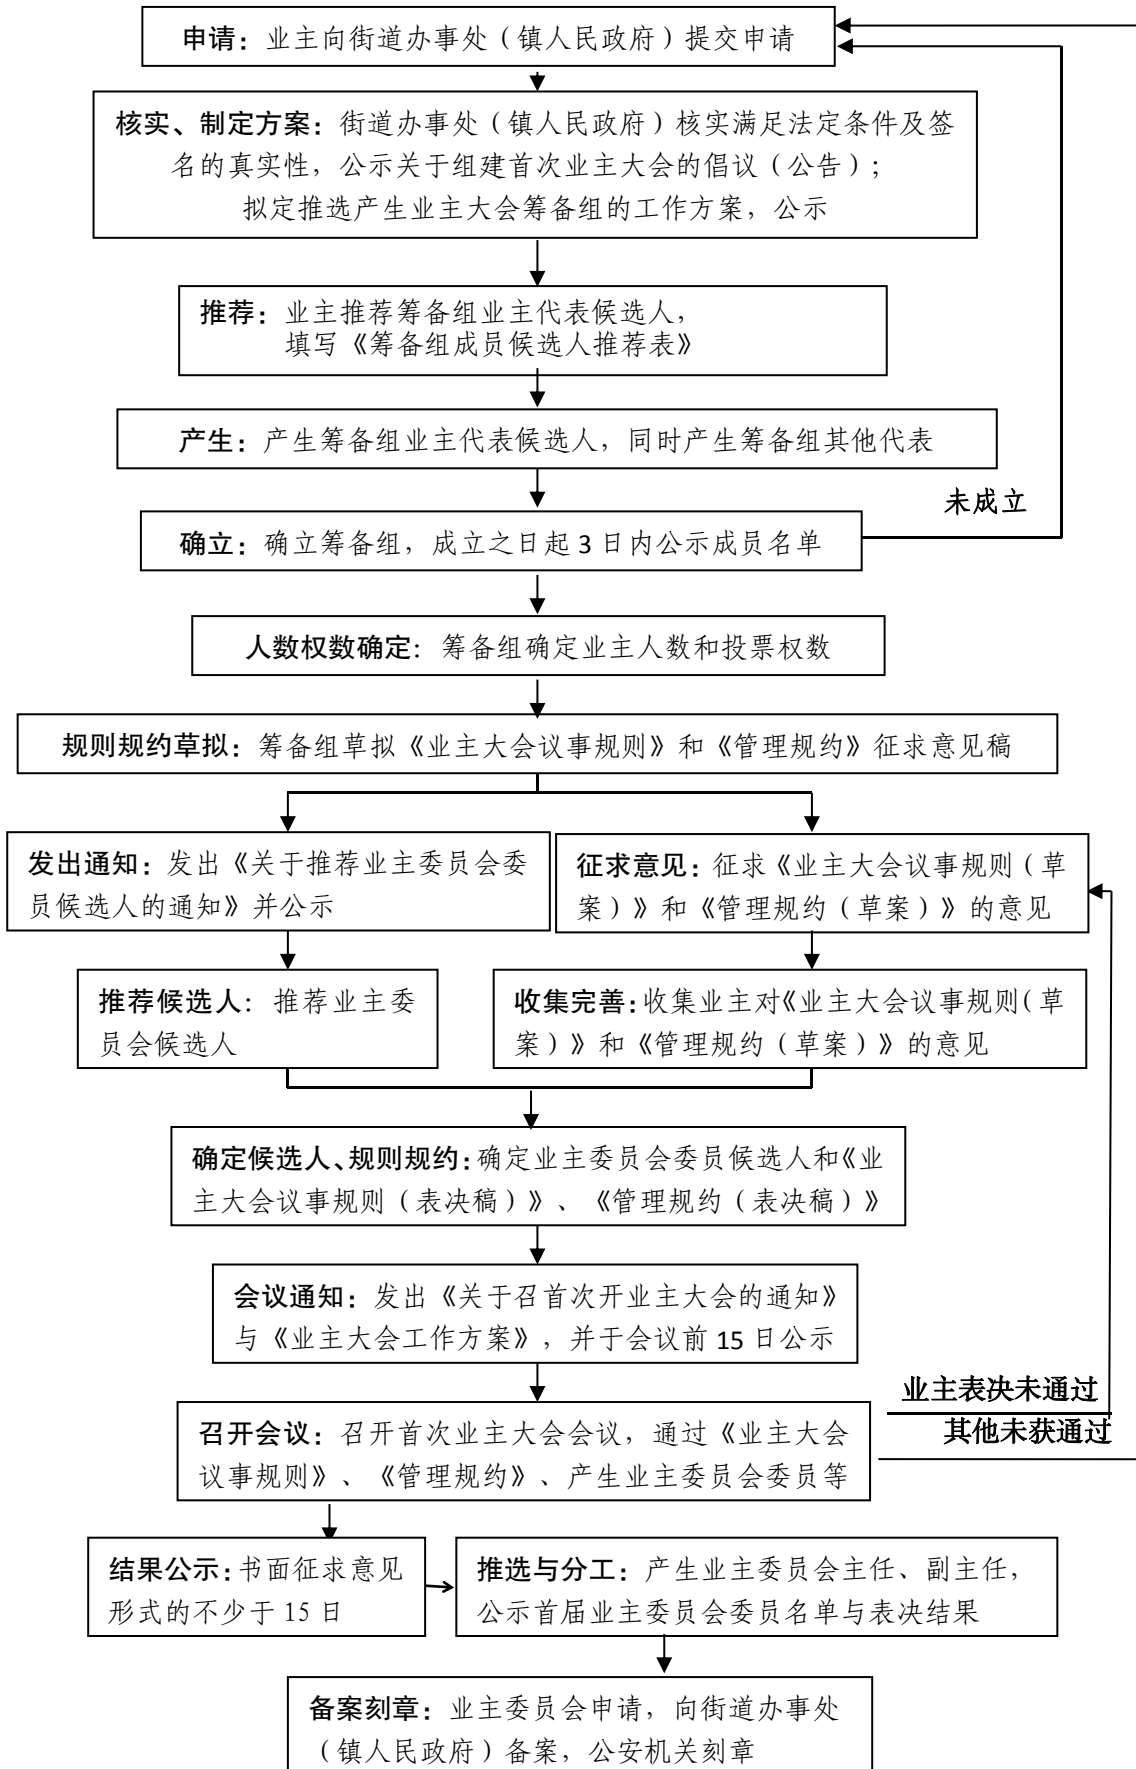 申请：业主向街道办事处（镇人民政府）提交申请
核实、制定方案：街道办事处（镇人民政府）核实满足法定条件及签
名的真实性，公示关于组建首次业主大会的倡议（公告）；
拟定推选产生业主大会筹备组的工作方案，公示
推荐：业主推荐筹备组业主代表候选人，
填写《筹备组成员候选人推荐表》
产生：产生筹备组业主代表候选人，同时产生筹备组其他代表
未成立
确立：确立筹备组，成立之日起 3 日内公示成员名单
人数权数确定：筹备组确定业主人数和投票权数
规则规约草拟：筹备组草拟《业主大会议事规则》和《管理规约》征求意见稿
发出通知：发出《关于推荐业主委员会委
员候选人的通知》并公示
征求意见：征求《业主大会议事规则（草
案）》和《管理规约（草案）》的意见
推荐候选人：推荐业主委
员会候选人
收集完善：收集业主对《业主大会议事规则（草
案）》和《管理规约（草案）》的意见
确定候选人、规则规约：确定业主委员会委员候选人和《业
主大会议事规则（表决稿）》、《管理规约（表决稿）》
会议通知：发出《关于召首次开业主大会的通知》
与《业主大会工作方案》，并于会议前 15 日公示
业主表决未通过
其他未获通过
召开会议：召开首次业主大会会议，通过《业主大会
议事规则》、《管理规约》、产生业主委员会委员等
结果公示：书面征求意见
形式的不少于 15 日
推选与分工：产生业主委员会主任、副主任，
公示首届业主委员会委员名单与表决结果
备案刻章：业主委员会申请，向街道办事处
（镇人民政府）备案，公安机关刻章